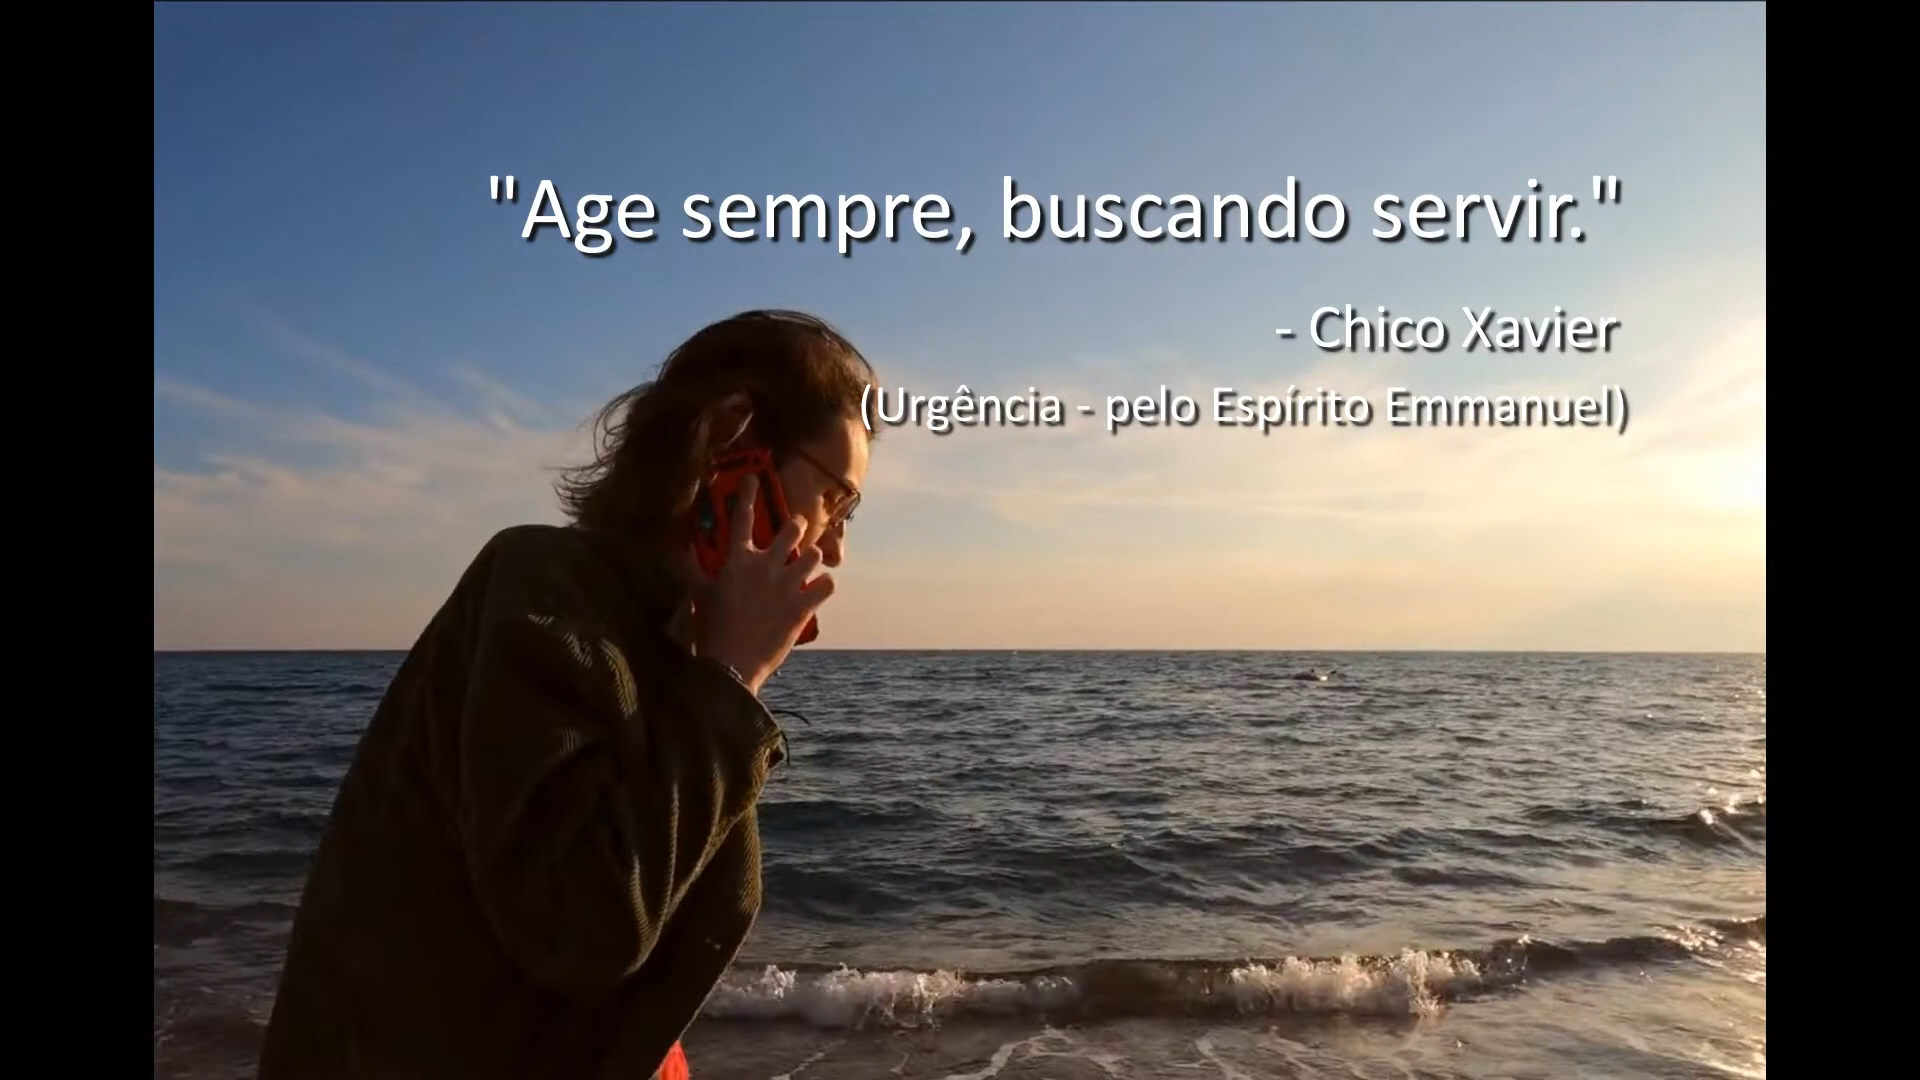 "Age sempre, buscando servir."
- Chico Xavier
(Urgência - pelo Espírito Emmanuel)